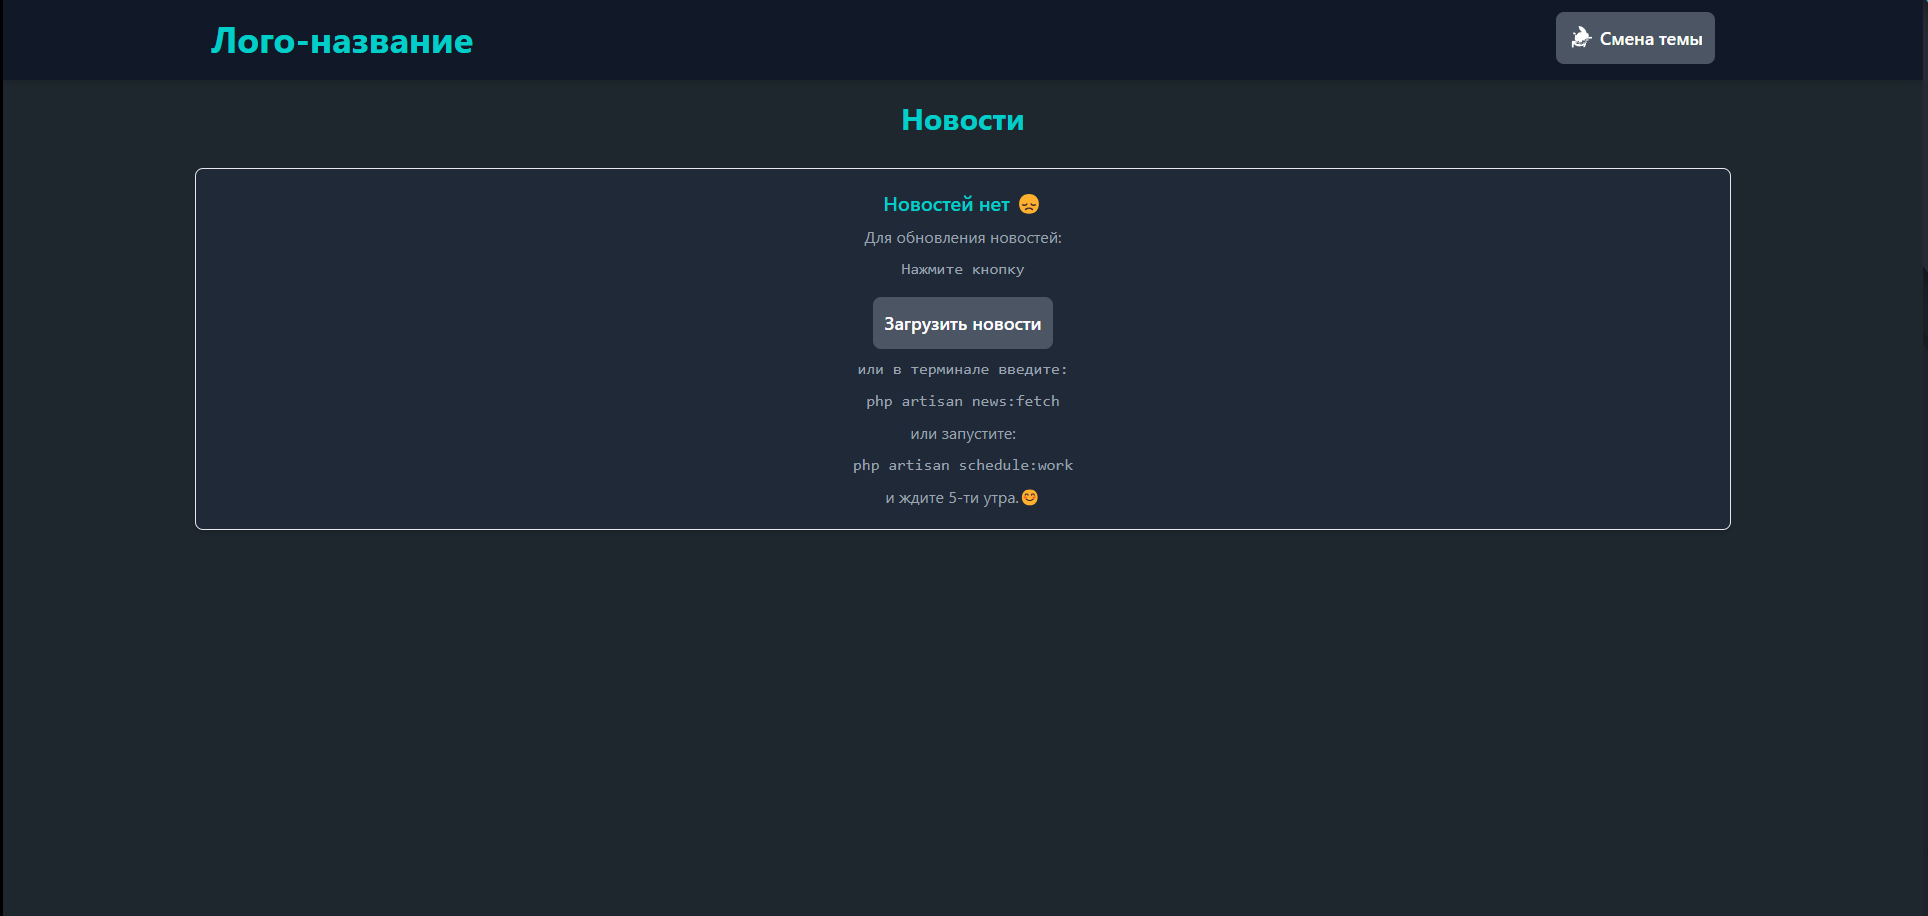 Лого-название
Смена темы
Новости
Новостей нет 😞
Для обновления новостей:
Нажмите кнопку
Загрузить новости
или в терминале введите:
php artisan news:fetch
или запустите:
php artisan schedule:work
и ждите 5-ти утра.😊